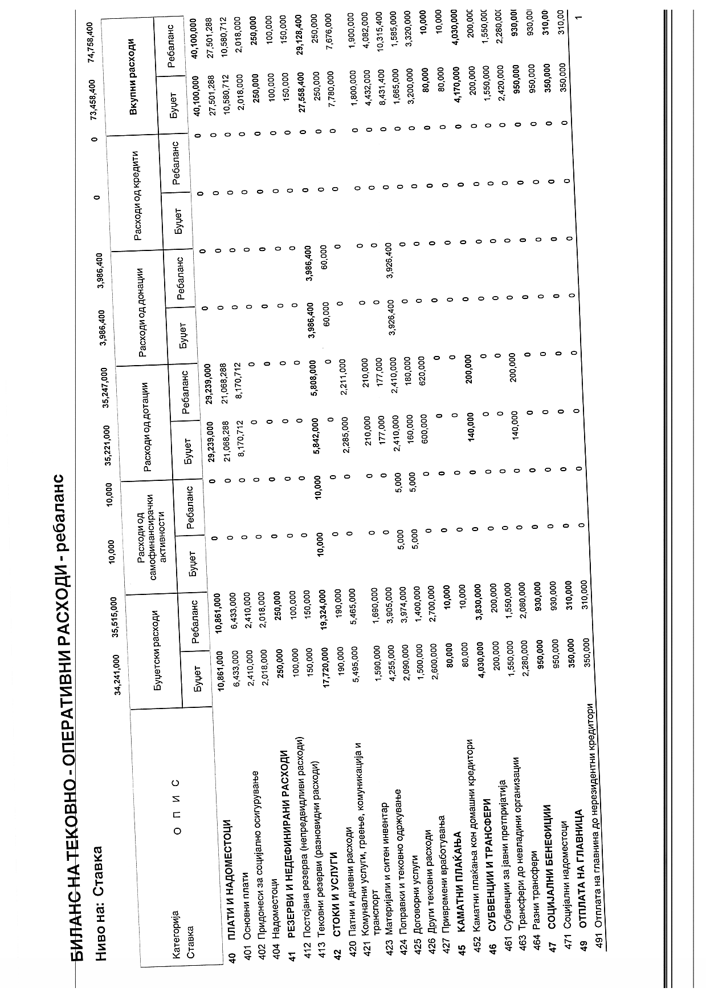 БИЛАНС НА ТЕКОВНО - ОПЕРАТИВНИ РАСХОДИ - ребаланс
Ниво на: Ставка
34,241,000 35,515,000 10,000 10,000 35,221,000 35,247,000 3,986,400 3,986,400 0 0 73,458,400 74,758,400
Категорија Ставка О П И С Буџетски расходи Расходи од самофинансирачки активности Расходи од дотации Расходи од донации Расходи од кредити Вкупни расходи
Буџет Ребаланс Буџет Ребаланс Буџет Ребаланс Буџет Ребаланс Буџет Ребаланс Буџет Ребаланс
40 ПЛАТИ И НАДОМЕСТОЦИ 10,861,000 10,861,000 0 0 29,239,000 29,239,000 0 0 0 0 40,100,000 40,100,000
401 Основни плати 6,433,000 6,433,000 0 0 21,068,288 21,068,288 0 0 0 0 27,501,288 27,501,288
402 Придонеси за социјално осигурување 2,410,000 2,410,000 0 0 8,170,712 8,170,712 0 0 0 0 10,580,712 10,580,712
404 Надоместоци 2,018,000 2,018,000 0 0 0 0 0 0 0 0 2,018,000 2,018,000
41 РЕЗЕРВИ И НЕДЕФИНИРАНИ РАСХОДИ 250,000 250,000 0 0 0 0 0 0 0 0 250,000 250,000
412 Постојана резерва (непредвидливи расходи) 100,000 100,000 0 0 0 0 0 0 0 0 100,000 100,000
413 Тековни резерви (разновидни расходи) 150,000 150,000 0 0 0 0 0 0 0 0 150,000 150,000
42 СТОКИ И УСЛУГИ 17,720,000 19,324,000 10,000 10,000 5,842,000 5,808,000 3,986,400 3,986,400 0 0 27,558,400 29,128,400
420 Патни и дневни расходи 190,000 190,000 0 0 0 0 60,000 60,000 0 0 250,000 250,000
421 Комунални услуги, греење, комуникација и 5,495,000 5,465,000 0 0 2,285,000 2,211,000 0 0 0 0 7,780,000 7,676,000
транспорт
423 Материјали и ситен инвентар 1,590,000 1,690,000 0 0 210,000 210,000 0 0 0 0 1,800,000 1,900,000
424 Поправки и тековно одржување 4,255,000 3,905,000 0 0 177,000 177,000 0 0 0 0 4,432,000 4,082,000
425 Договорни услуги 2,090,000 3,974,000 5,000 5,000 2,410,000 2,410,000 3,926,400 3,926,400 0 0 8,431,400 10,315,400
426 Други тековни расходи 1,500,000 1,400,000 5,000 5,000 160,000 180,000 0 0 0 0 1,665,000 1,585,000
427 Привремени вработувања 2,600,000 2,700,000 0 0 600,000 620,000 0 0 0 0 3,200,000 3,320,000
45 КАМАТНИ ПЛАЌАЊА 80,000 10,000 0 0 0 0 0 0 0 0 80,000 10,000
452 Каматни плаќања кон домашни кредитори 80,000 10,000 0 0 0 0 0 0 0 0 80,000 10,000
46 СУБВЕНЦИИ И ТРАНСФЕРИ 4,030,000 3,830,000 0 0 140,000 200,000 0 0 0 0 4,170,000 4,030,000
461 Субвенции за јавни претпријатија 200,000 200,000 0 0 0 0 0 0 0 0 200,000 200,000
463 Трансфери до невладини организации 1,550,000 1,550,000 0 0 0 0 0 0 0 0 1,550,000 1,550,000
464 Разни трансфери 2,280,000 2,080,000 0 0 140,000 200,000 0 0 0 0 2,420,000 2,280,000
47 СОЦИЈАЛНИ БЕНЕФИЦИИ 950,000 930,000 0 0 0 0 0 0 0 0 950,000 930,000
471 Социјални надоместоци 950,000 930,000 0 0 0 0 0 0 0 0 950,000 930,00
49 ОТПЛАТА НА ГЛАВНИЦА 350,000 310,000 0 0 0 0 0 0 0 0 350,000 310,00
491 Отплата на главнина до нерезидентни кредитори 350,000 310,000 0 0 0 0 0 0 0 0 350,000 310,00
1